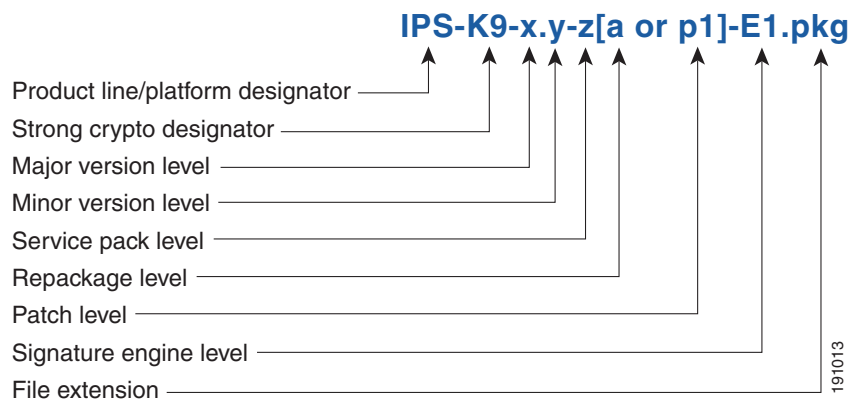 IPS-K9-x.y-z[a or p1]-E1.pkg
Product line/platform designator
Strong crypto designator
Major version level
Minor version level
Service pack level
Repackage level
Patch level
Signature engine level
File extension
191013